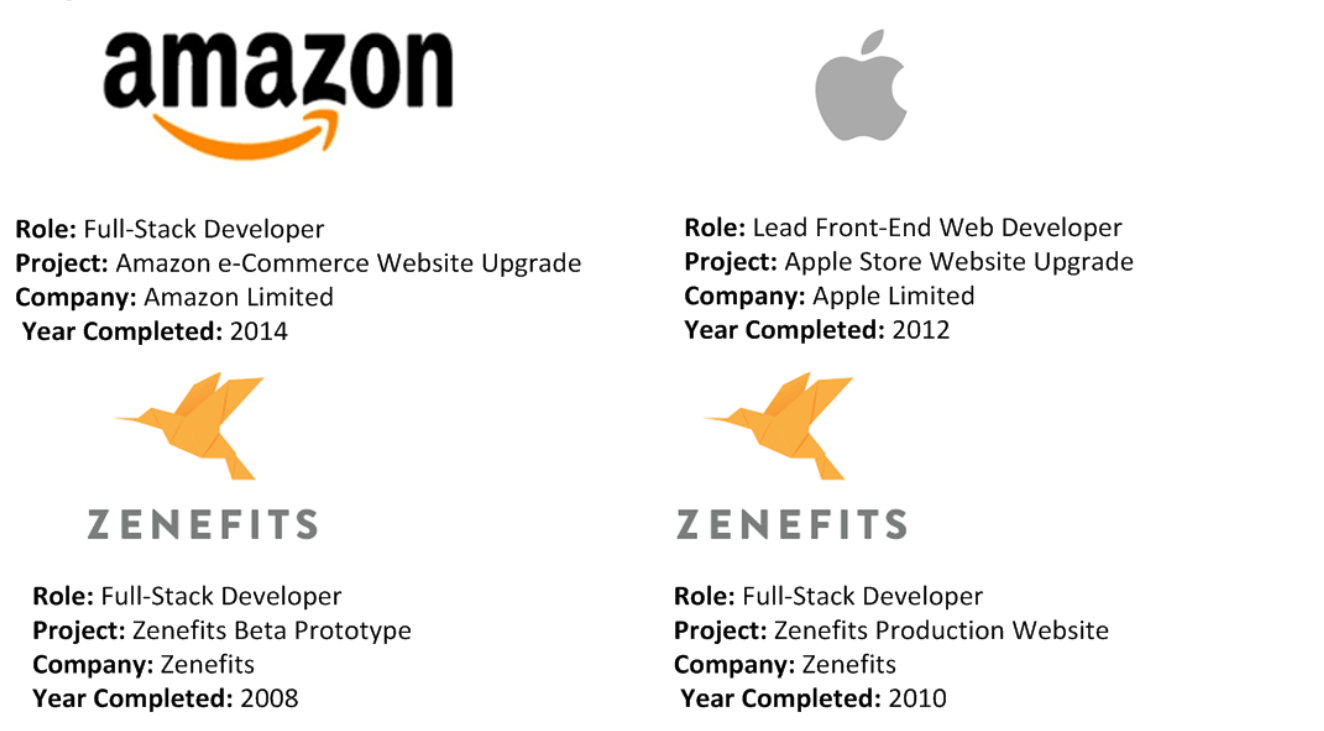 amazon
Role: Full-Stack Developer
Project: Amazon e-Commerce Website Upgrade
Company: Amazon Limited
Year Completed: 2014
Role: Lead Front-End Web Developer
Project: Apple Store Website Upgrade
Company: Apple Limited
Year Completed: 2012
ZENEFITS
Role: Full-Stack Developer
Project: Zenefits Beta Prototype
Company: Zenefits
Year Completed: 2008
ZENEFITS
Role: Full-Stack Developer
Project: Zenefits Production Website
Company: Zenefits
Year Completed: 2010